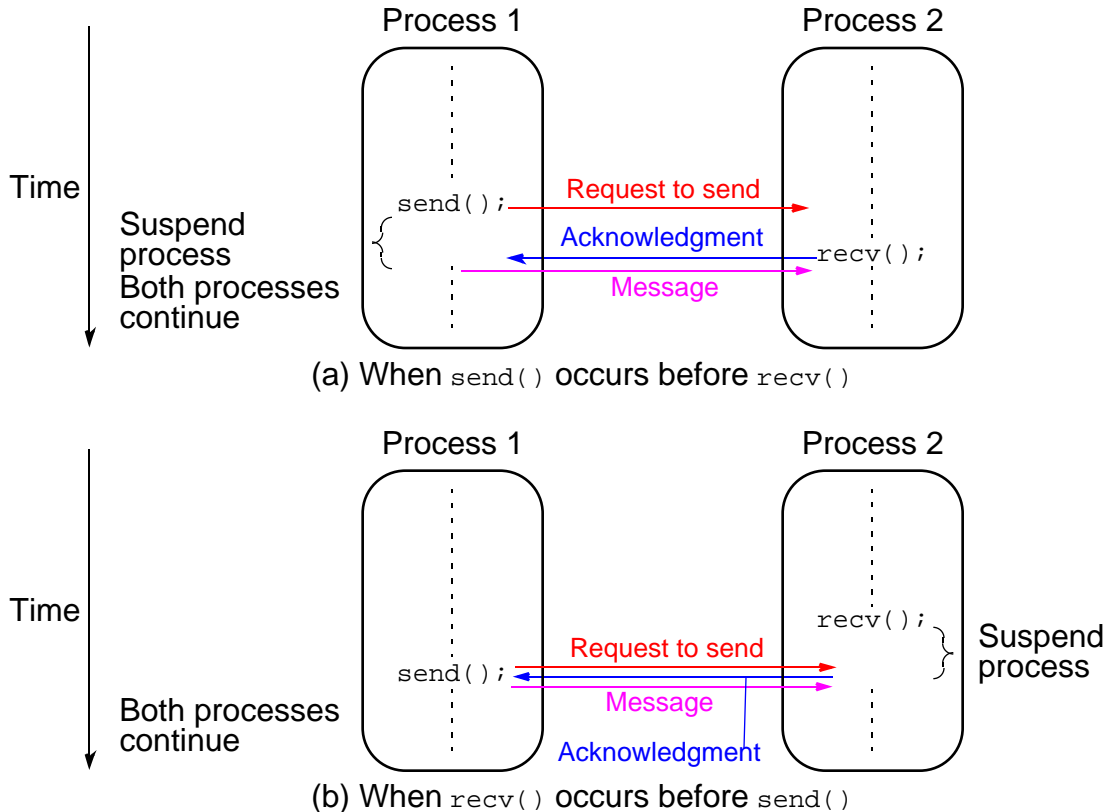 Process 1
Process 2
Time
send();
Request to send
Suspend
process
Acknowledgment
recv();
Both processes
continue
Message
(a) When send() occurs before recv()
Process 1
Process 2
Time
recv();
Suspend
process
Request to send
send();
Message
Both processes
continue
Acknowledgment
(b) When recv() occurs before send()